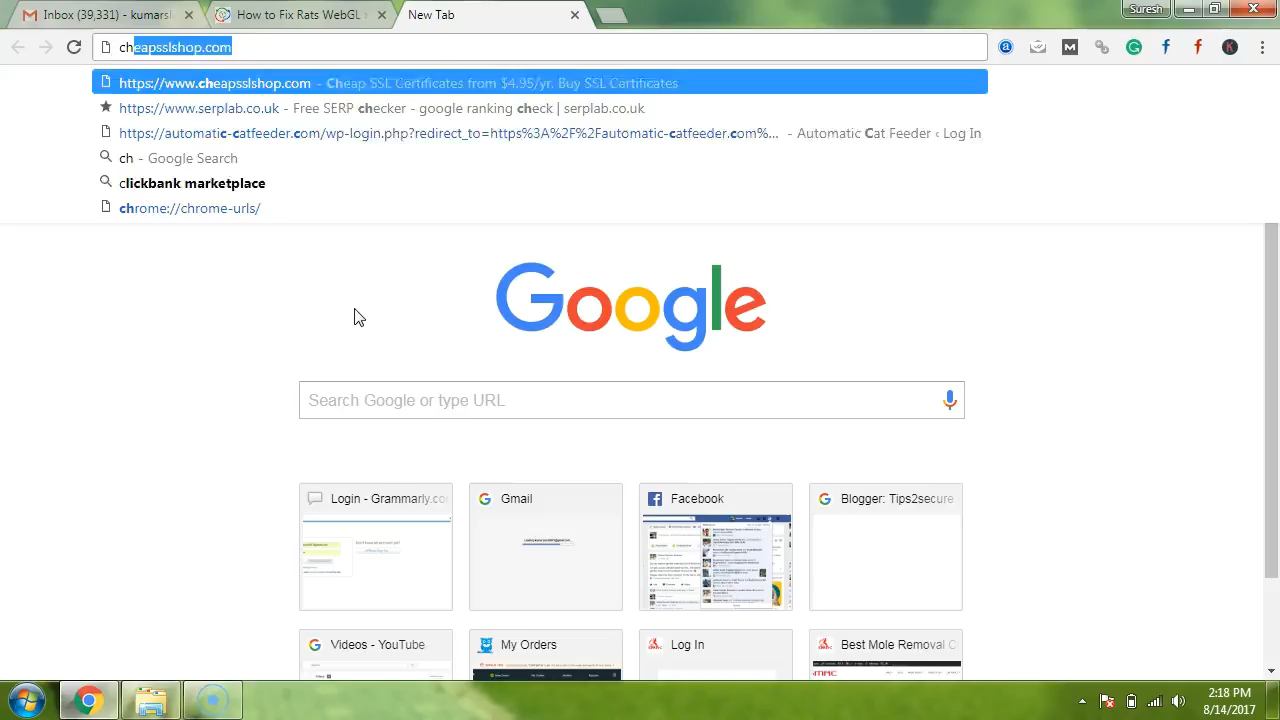 Inbox (39,331) - kumarsh
How to Fix Rats WebGL
New Tab
Suresh
cheapsslshop.com
https://www.cheapsslshop.com - Cheap SSL Certificates from $4.95/yr. Buy SSL Certificates
https://www.serplab.co.uk - Free SERP checker - google ranking check | serplab.co.uk
https://automatic-catfeeder.com/wp-login.php?redirect_to=https%3A%2F%2Fautomatic-catfeeder.com%... - Automatic Cat Feeder ‹ Log In
ch - Google Search
clickbank marketplace
chrome://chrome-urls/
Google
Search Google or type URL
Login - Grammarly.co
Gmail
Facebook
Blogger: Tips2secure
Videos - YouTube
My Orders
Log In
Best Mole Removal C
2:18 PM
8/14/2017